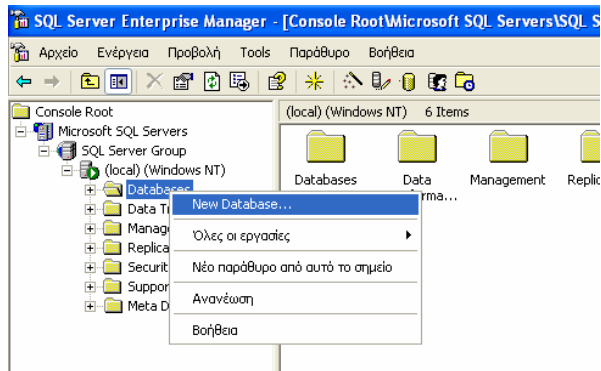 SQL Server Enterprise Manager - [Console Root\Microsoft SQL Servers\SQL S
Αρχείο Ενέργεια Προβολή Tools Παράθυρο Βοήθεια
Console Root
Microsoft SQL Servers
SQL Server Group
(local) (Windows NT)
Databases
Data T
Manag
Replica
Securit
Suppor
Meta D
(local) (Windows NT) 6 Items
Databases
Data
Management
Replic
New Database...
Όλες οι εργασίες
Νέο παράθυρο από αυτό το σημείο
Ανανέωση
Βοήθεια